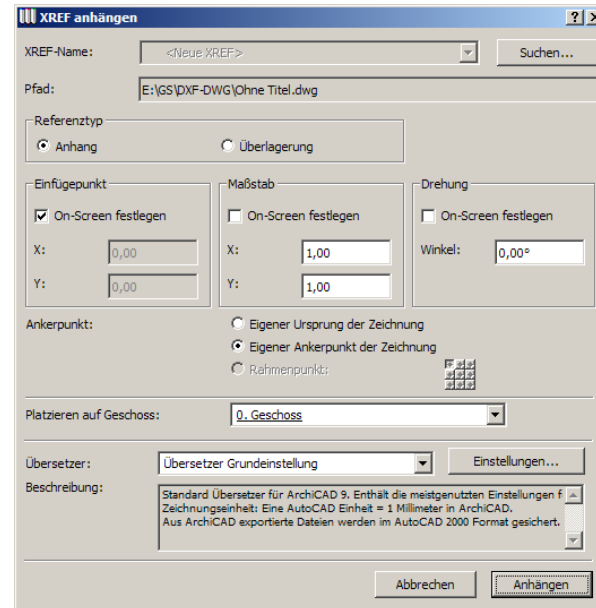 XREF anhängen
XREF-Name: <Neue XREF> Suchen...
Pfad: E:\GS\DXF-DWG\Ohne Titel.dwg
Referenztyp
Anhang Überlagerung
Einfügepunkt Maßstab Drehung
On-Screen festlegen On-Screen festlegen On-Screen festlegen
X: 0,00 X: 1,00 Winkel: 0,00°
Y: 0,00 Y: 1,00
Ankerpunkt: Eigener Ursprung der Zeichnung
Eigener Ankerpunkt der Zeichnung
Rahmenpunkt:
Platzieren auf Geschoss: 0. Geschoss
Übersetzer: Übersetzer Grundeinstellung Einstellungen...
Beschreibung: Standard Übersetzer für ArchiCAD 9. Enthält die meistgenutzten Einstellungen f
Zeichnungseinheit: Eine AutoCAD Einheit = 1 Millimeter in ArchiCAD.
Aus ArchiCAD exportierte Dateien werden im AutoCAD 2000 Format gesichert.
Abbrechen Anhängen